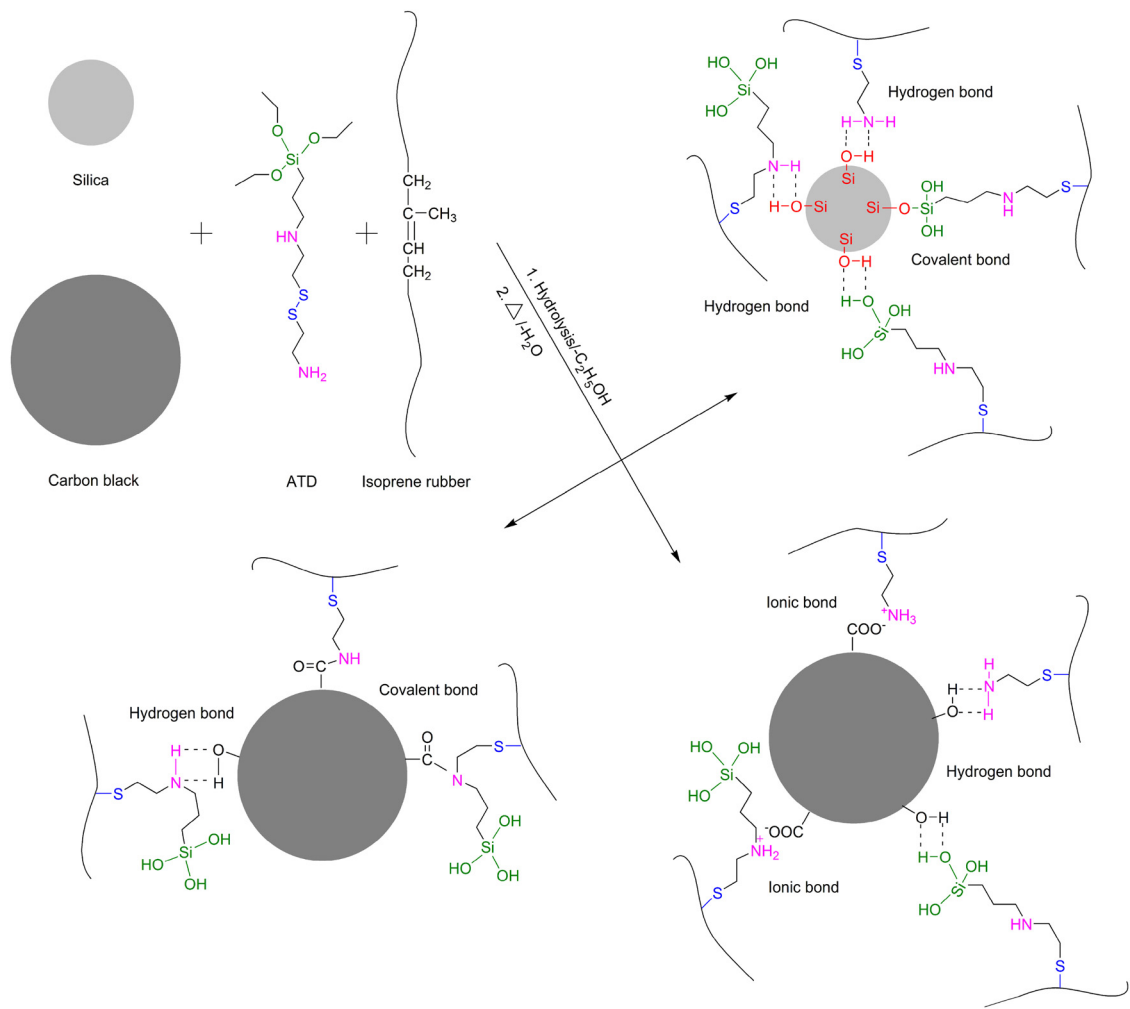 Silica
Carbon black
+
O
O
Si
O
HN
S
S
NH2
ATD
+
CH2
C
CH3
CH
CH2
Isoprene rubber
1. Hydrolysis/-C2H5OH
2. △/-H2O
S
Hydrogen bond
H N H
O H
Si
HO
OH
Si
HO
N H
S
H O Si
Hydrogen bond
Si O Si
OH
OH
N
H
S
Covalent bond
Si
O H
H O
OH
Si
HO
HN
S
S
NH
O=C
Covalent bond
Hydrogen bond
H
O
H
S
N
OH
Si
HO
OH
O
C
N
S
OH
Si
HO
OH
S
Ionic bond
+
NH3
COO-
H
N
H
S
H
O
Hydrogen bond
OH
HO
Si
HO
-OOC
+
NH2
S
Ionic bond
O H
H O
OH
Si
HO
HN
S